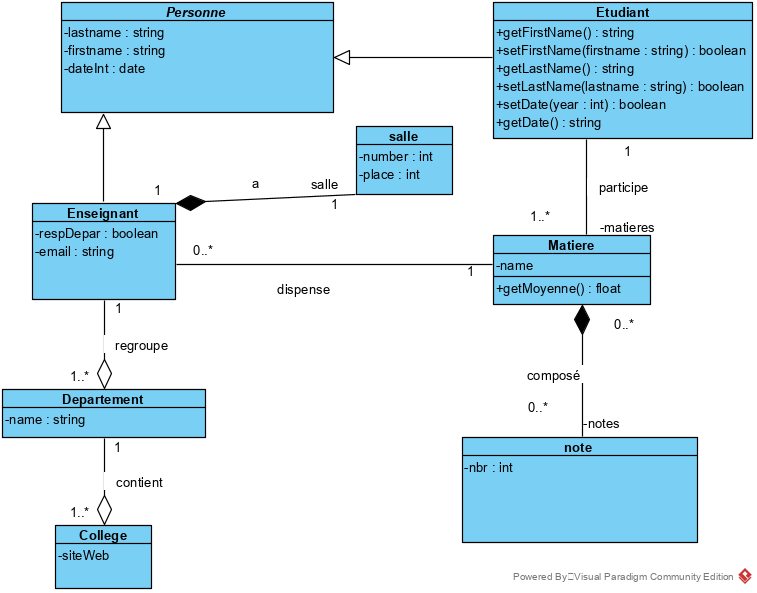 Personne
-lastname : string
-firstname : string
-dateInt : date
Etudiant
+getFirstName() : string
+setFirstName(firstname : string) : boolean
+getLastName() : string
+setLastName(lastname : string) : boolean
+setDate(year : int) : boolean
+getDate() : string
salle
-number : int
-place : int
1
a
salle
1
1
participe
1..*
-matieres
Enseignant
-respDepar : boolean
-email : string
0..*
1
dispense
Matiere
-name
+getMoyenne() : float
1
regroupe
1..*
0..*
composé
0..*
-notes
Departement
-name : string
1
contient
1..*
note
-nbr : int
College
-siteWeb
Powered By Visual Paradigm Community Edition